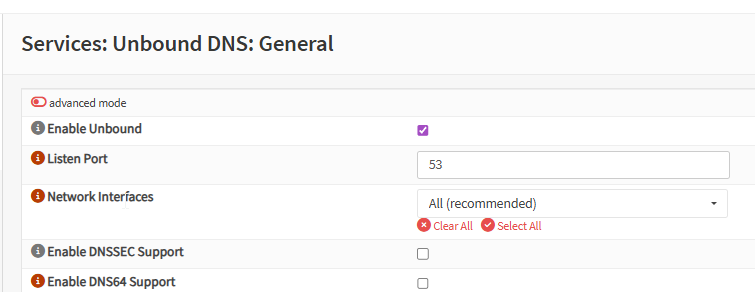 Services: Unbound DNS: General
advanced mode
Enable Unbound
Listen Port
53
Network Interfaces
All (recommended)
Clear All
Select All
Enable DNSSEC Support
Enable DNS64 Support